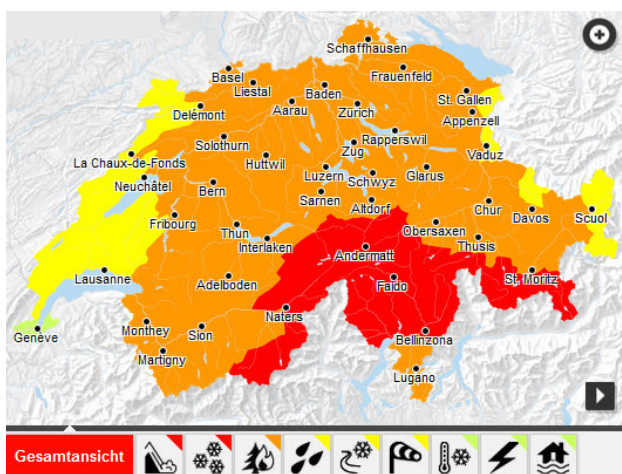 Schaffhausen
Basel
Liestal
Baden
Frauenfeld
St. Gallen
Delémont
Aarau
Zürich
Appenzell
Solothurn
Huttwil
Zug
Rapperswil
Vaduz
La Chaux-de-Fonds
Neuchâtel
Bern
Luzern
Schwyz
Glarus
Sarnen
Altdorf
Chur
Davos
Scuol
Fribourg
Thun
Interlaken
Andermatt
Obersaxen
Thusis
Lausanne
Adelboden
Faido
St. Moritz
Naters
Genève
Monthey
Sion
Bellinzona
Martigny
Lugano
Gesamtansicht